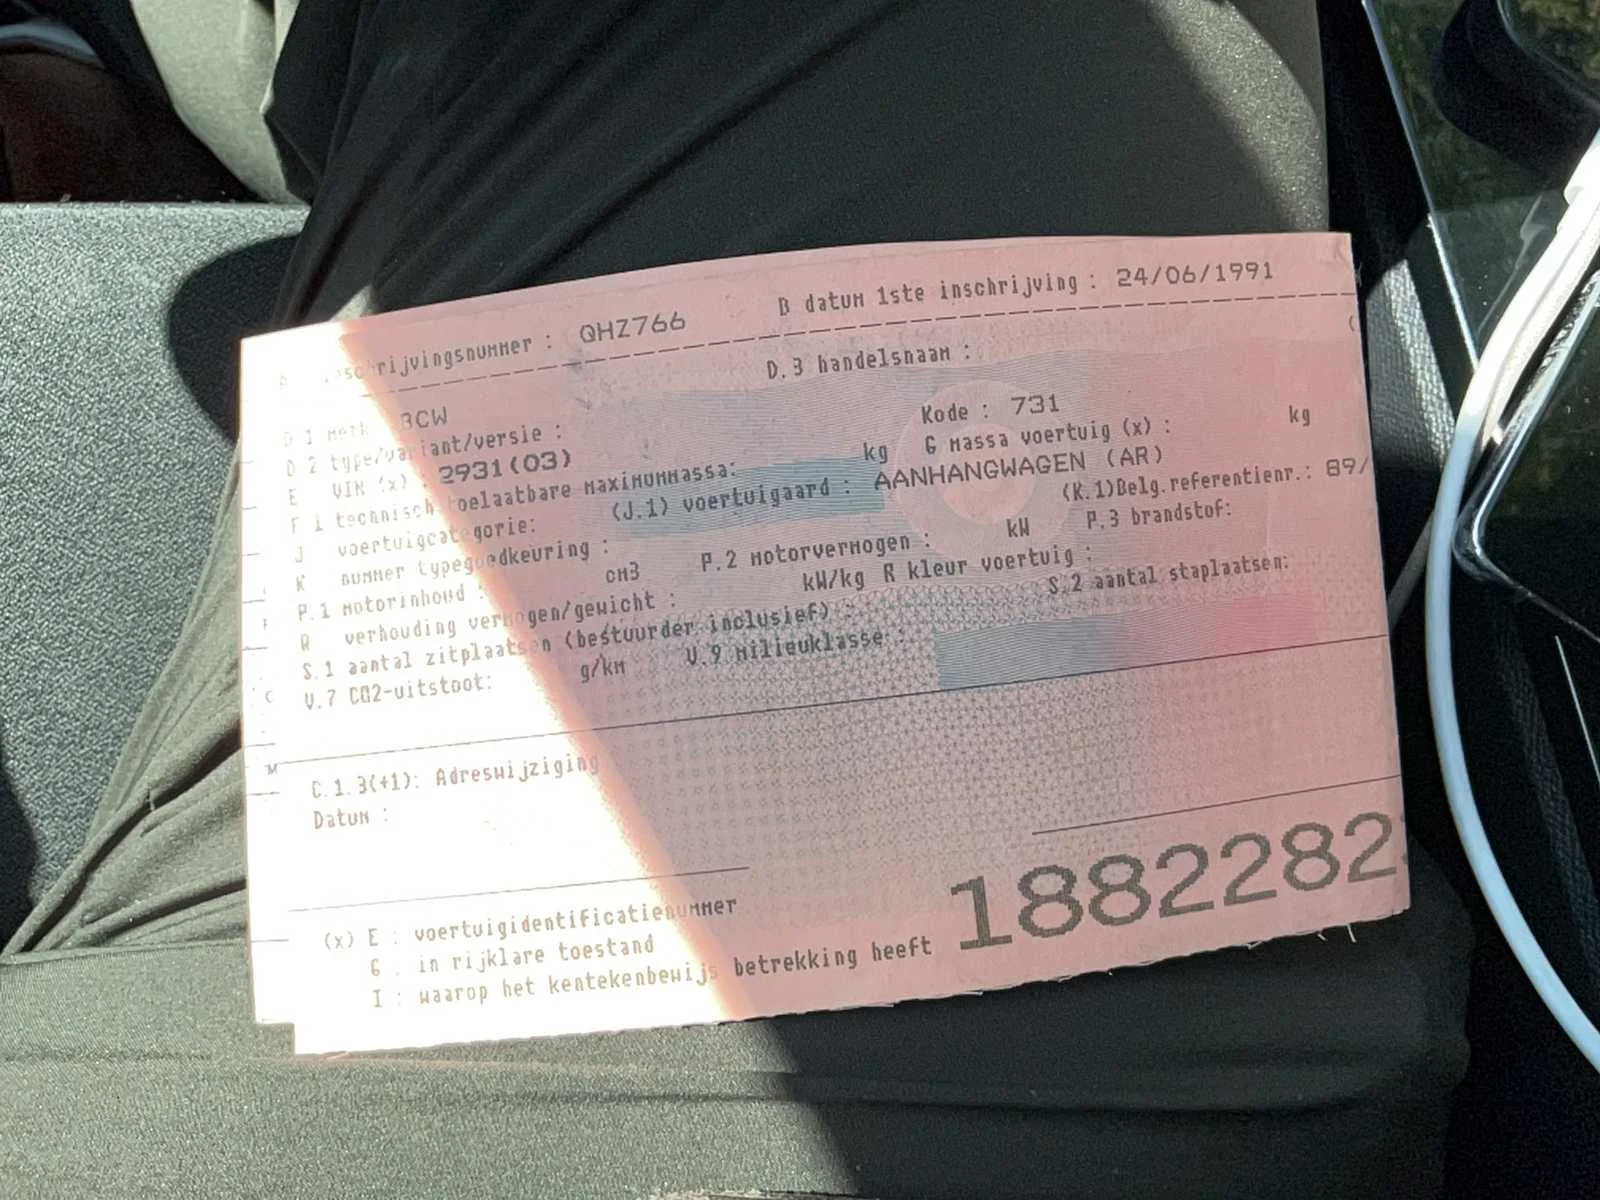 inschrijvingsnummer : QHZ766 B datum 1ste inschrijving : 24/06/1991
D.1 merk BCW D.3 handelsnaam :
D.2 type/variant/versie : Kode : 731
E VIN (x) : 2931(03) G massa voertuig (x) : kg
F.1 technisch toelaatbare maximummassa: kg
J voertuigcategorie: (J.1) voertuigaard : AANHANGWAGEN (AR)
K nummer typegoedkeuring : (K.1)Belg.referentienr.: 89/
P.1 motorinhoud : cm3 P.2 motorvermogen : kW P.3 brandstof:
Q verhouding vermogen/gewicht : kW/kg R kleur voertuig :
S.1 aantal zitplaatsen (bestuurder inclusief) : S.2 aantal staplaatsen:
V.7 CO2-uitstoot: g/km V.9 milieuklasse :
C.1.3(+1): Adreswijziging
Datum :
(x) E : voertuigidentificatienummer
G : in rijklare toestand
I : waarop het kentekenbewijs betrekking heeft
1882282